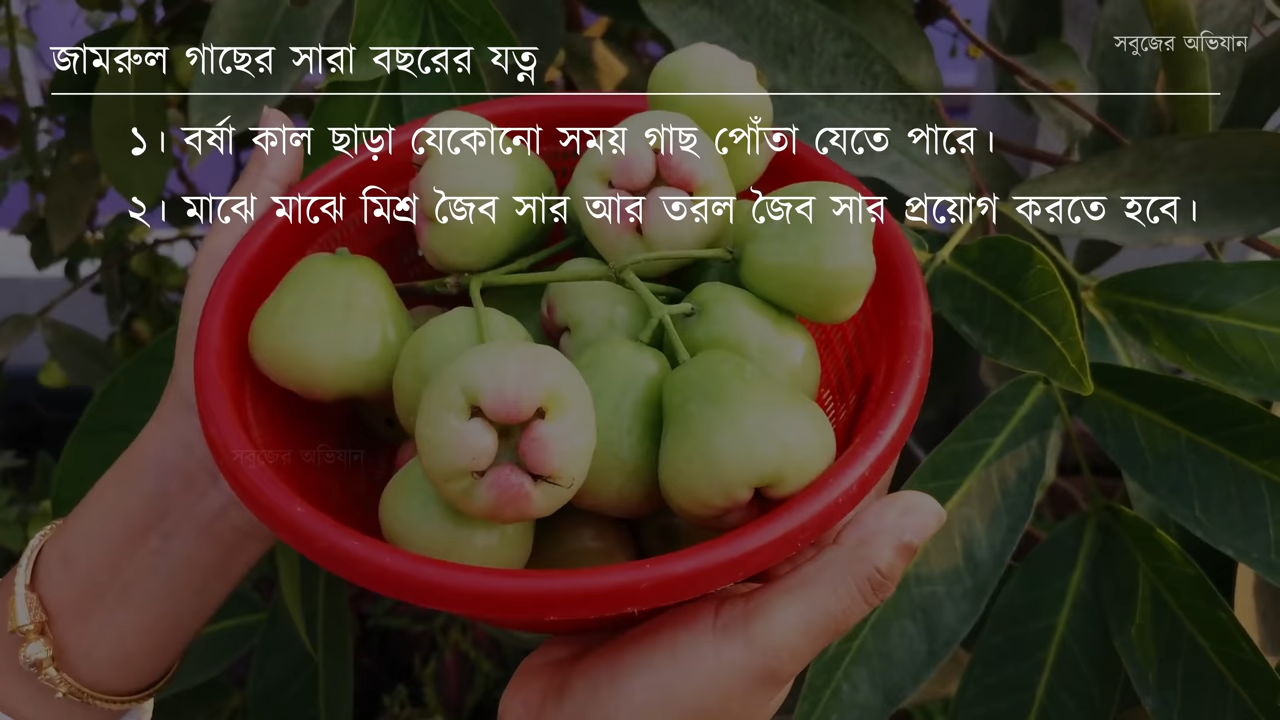 জামরুল গাছের সারা বছরের যত্ন
সবুজের অভিযান
১। বর্ষা কাল ছাড়া যেকোনো সময় গাছ পোঁতা যেতে পারে।
২। মাঝে মাঝে মিশ্র জৈব সার আর তরল জৈব সার প্রয়োগ করতে হবে।
সবুজের অভিযান